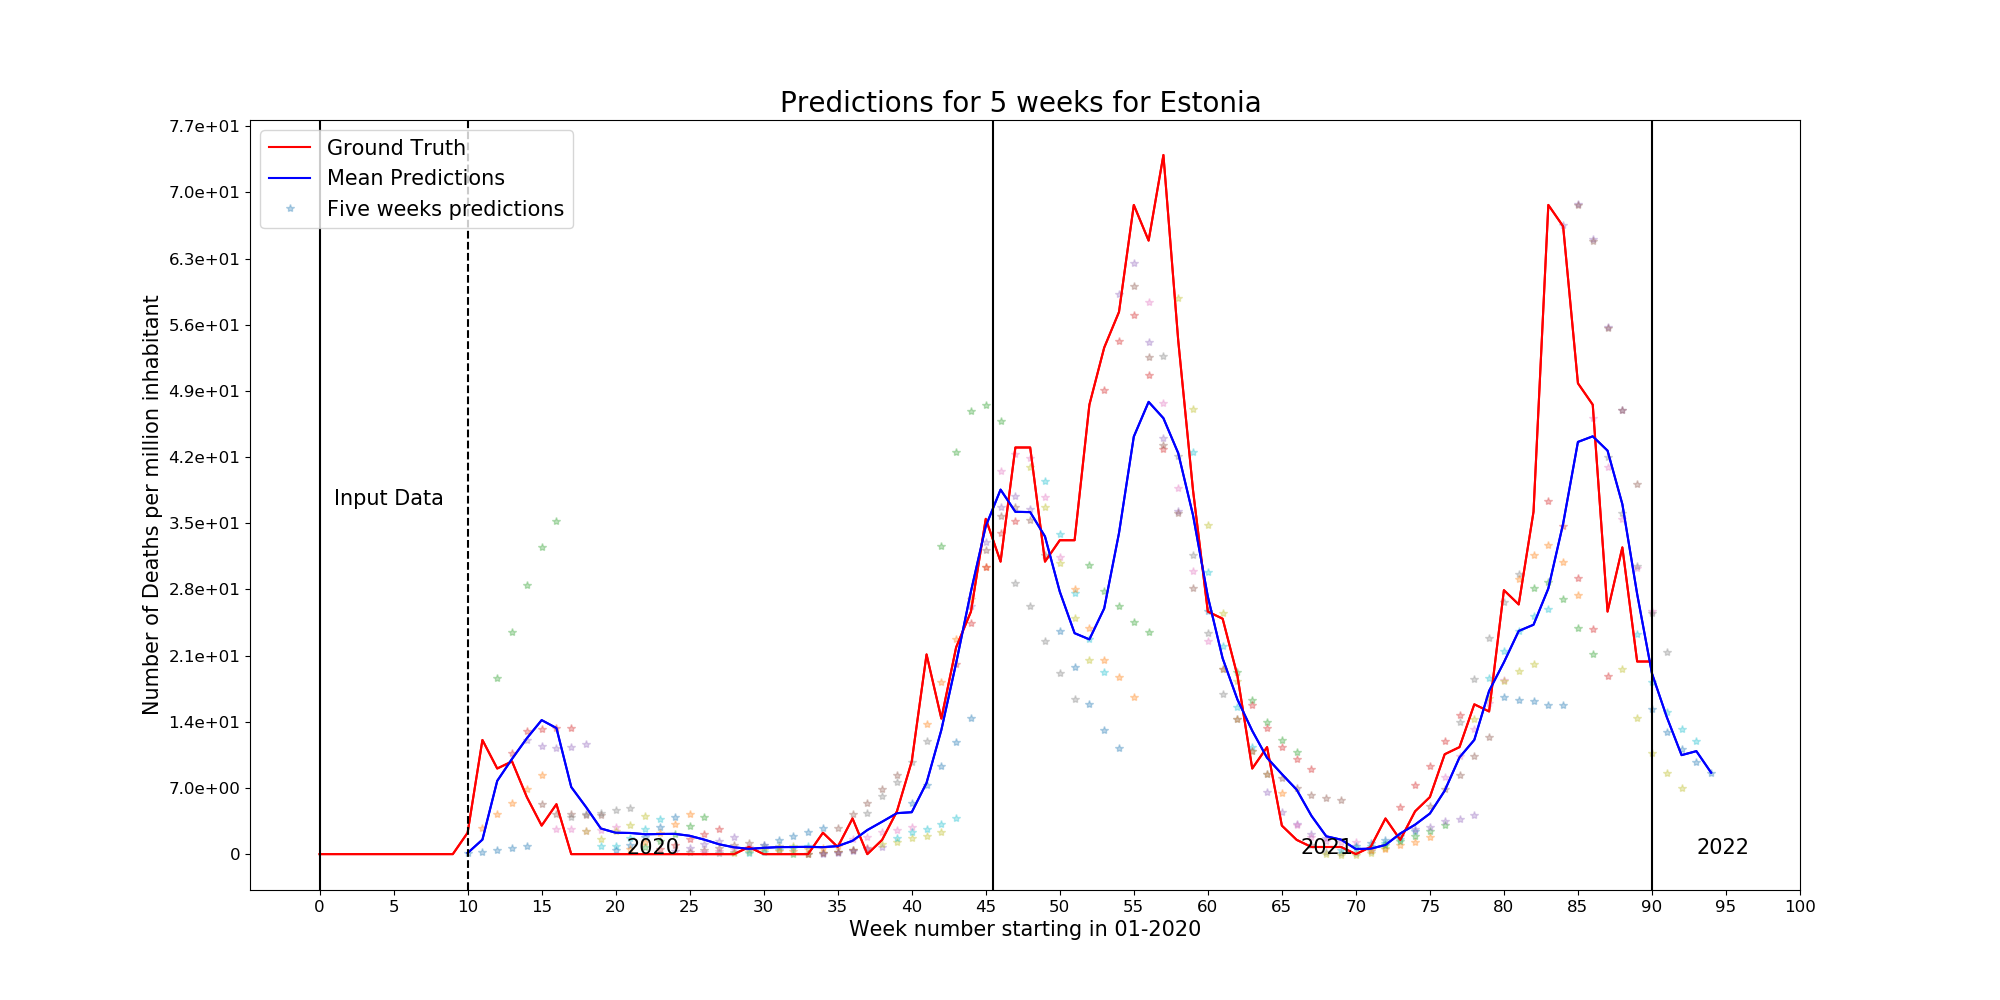 Predictions for 5 weeks for Estonia
7.7e+01
7.0e+01
6.3e+01
5.6e+01
4.9e+01
4.2e+01
3.5e+01
2.8e+01
2.1e+01
1.4e+01
7.0e+00
0
Number of Deaths per million inhabitant
Ground Truth
Mean Predictions
Five weeks predictions
Input Data
2020
2021
2022
0 5 10 15 20 25 30 35 40 45 50 55 60 65 70 75 80 85 90 95 100
Week number starting in 01-2020